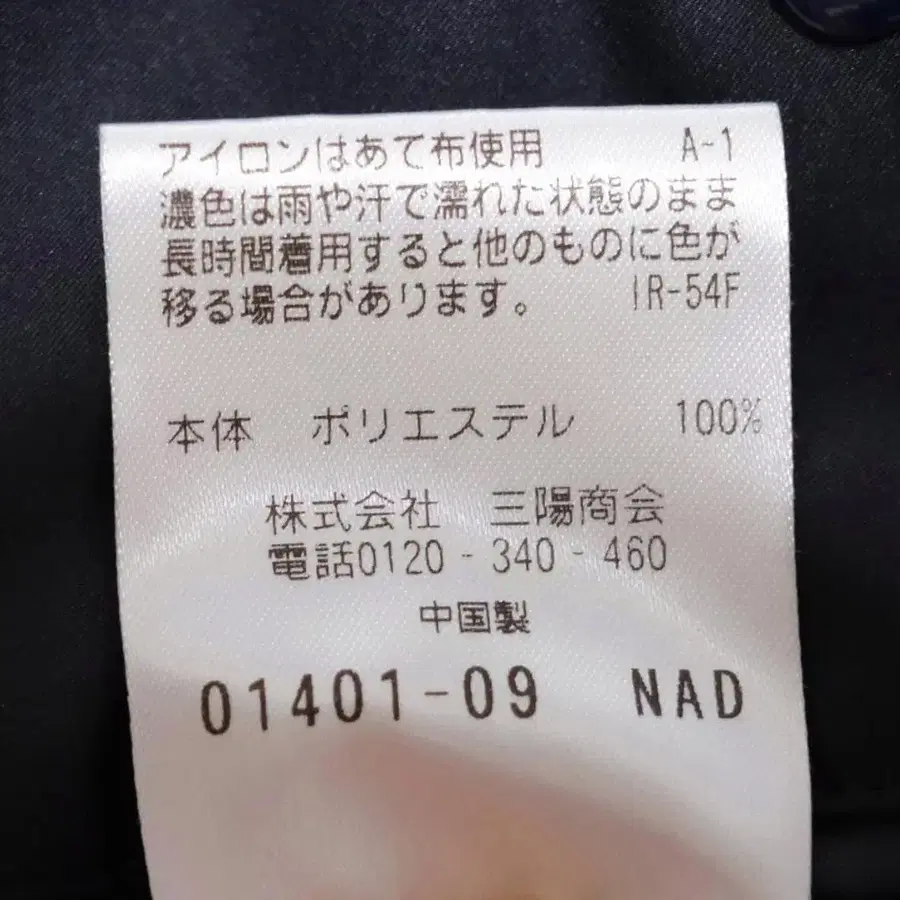 アイロンはあて布使用 A-1
濃色は雨や汗で濡れた状態のまま
長時間着用すると他のものに色が
移る場合があります。 IR-54F
本体 ポリエステル 100%
株式会社 三陽商会
電話0120-340-460
中国製
01401-09 NAD